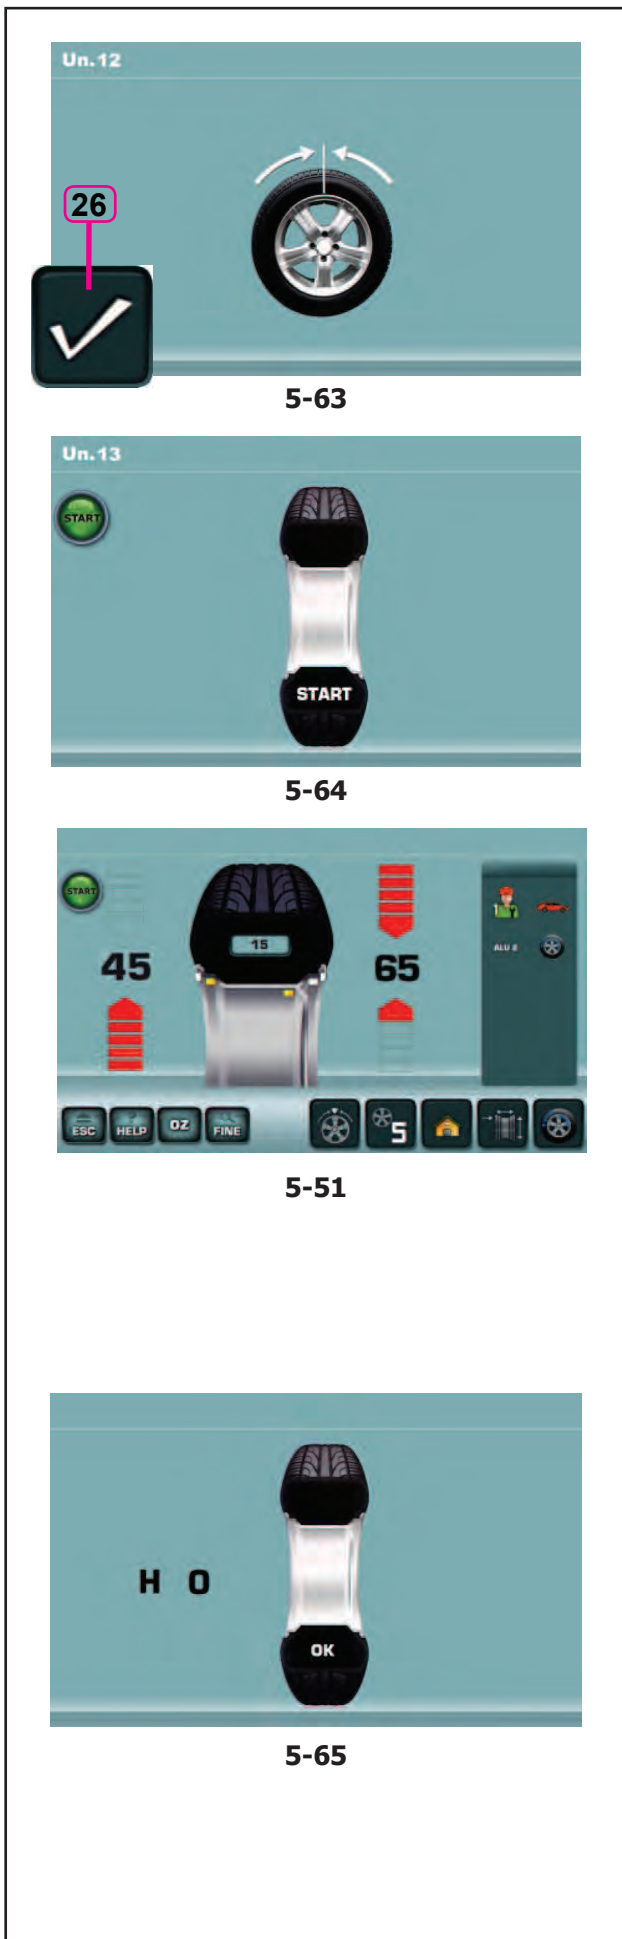 Un.12
26
5-63
Un.13
START
START
5-64
START
15
45
65
1
ALU 2
ESC
HELP
OZ
FINE
5
5-51
H 0
OK
5-65